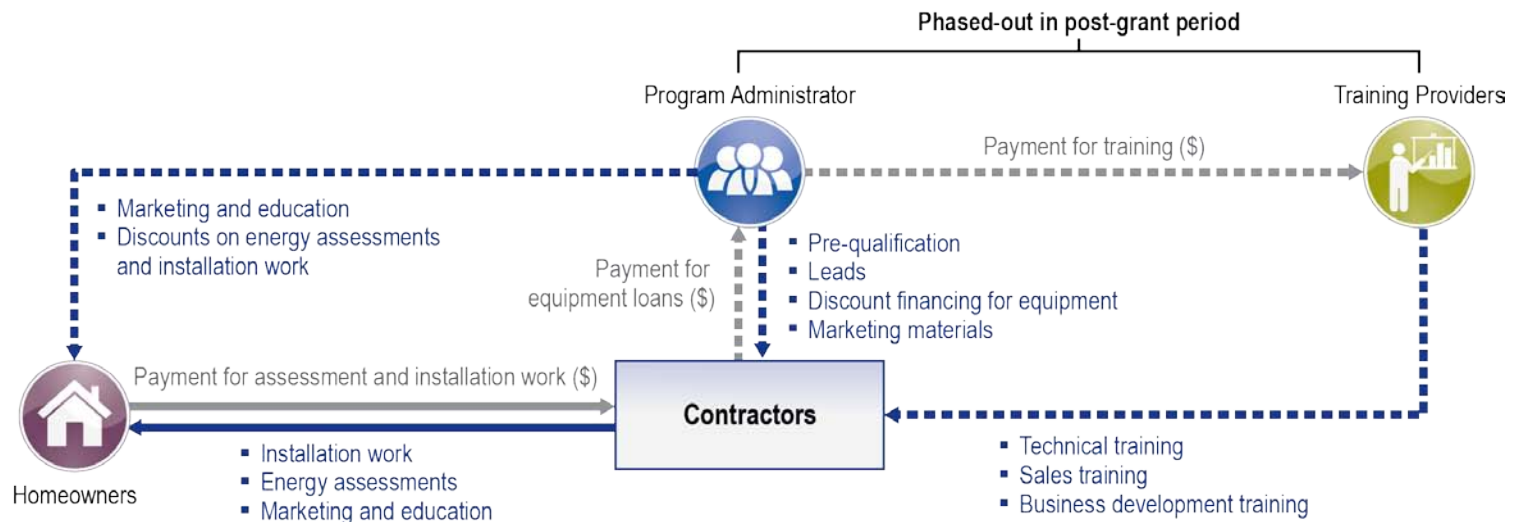 Phased-out in post-grant period
Program Administrator
Training Providers
Payment for training ($)
▪ Marketing and education
▪ Discounts on energy assessments
and installation work
Payment for
equipment loans ($)
▪ Pre-qualification
▪ Leads
▪ Discount financing for equipment
▪ Marketing materials
Payment for assessment and installation work ($)
Contractors
Homeowners
▪ Installation work
▪ Energy assessments
▪ Marketing and education
▪ Technical training
▪ Sales training
▪ Business development training